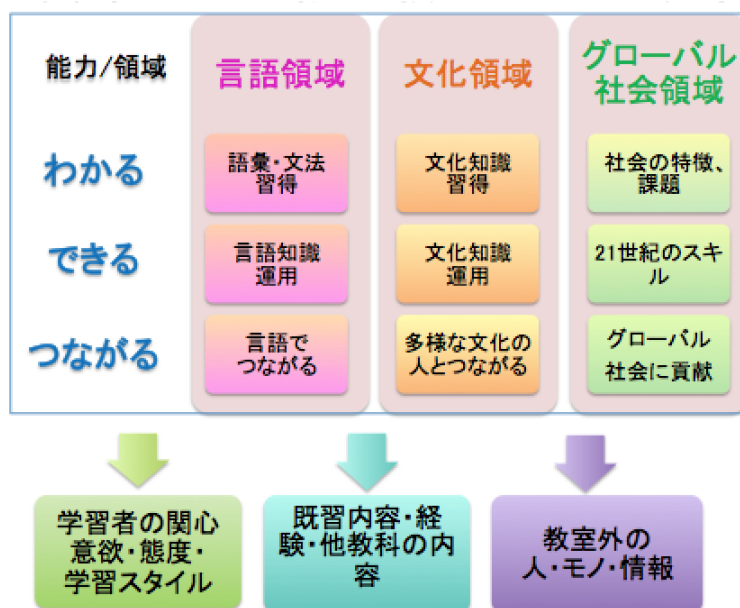 能力/領域
言語領域
文化領域
グローバル
社会領域
わかる
語彙・文法
習得
文化知識
習得
社会の特徴、
課題
できる
言語知識
運用
文化知識
運用
21世紀のスキ
ル
つながる
言語で
つながる
多様な文化の
人とつながる
グローバル
社会に貢献
学習者の関心
意欲・態度・
学習スタイル
既習内容・経
験・他教科の内
容
教室外の
人・モノ・情報